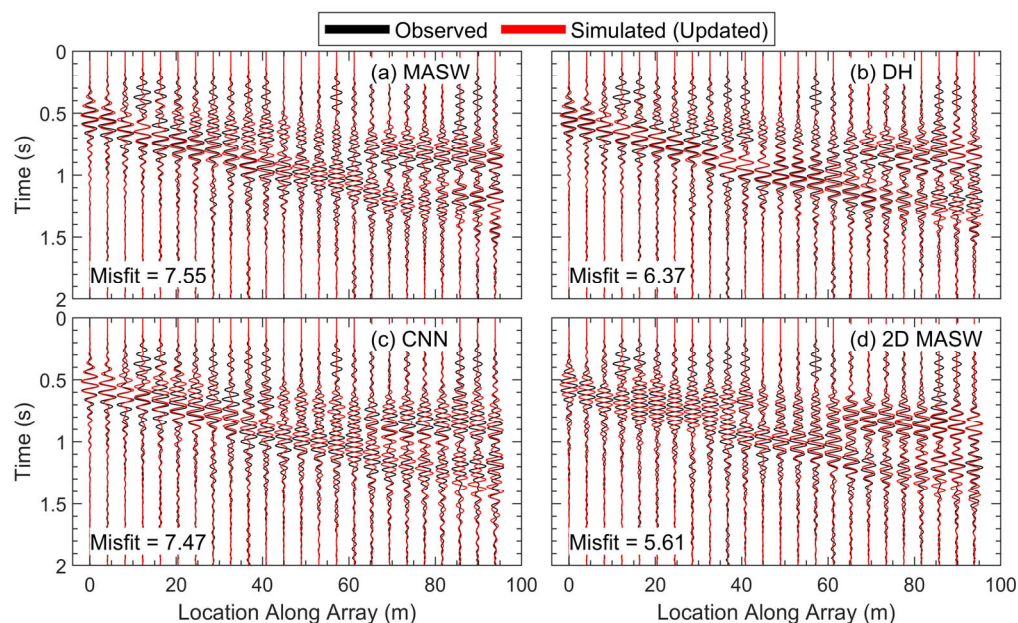 Observed Simulated (Updated)
(a) MASW
(b) DH
0
0.5
1
1.5
2
Time (s)
Misfit = 7.55
Misfit = 6.37
(c) CNN
(d) 2D MASW
0
0.5
1
1.5
2
Time (s)
Misfit = 7.47
Misfit = 5.61
0 20 40 60 80 100
0 20 40 60 80 100
Location Along Array (m)
Location Along Array (m)